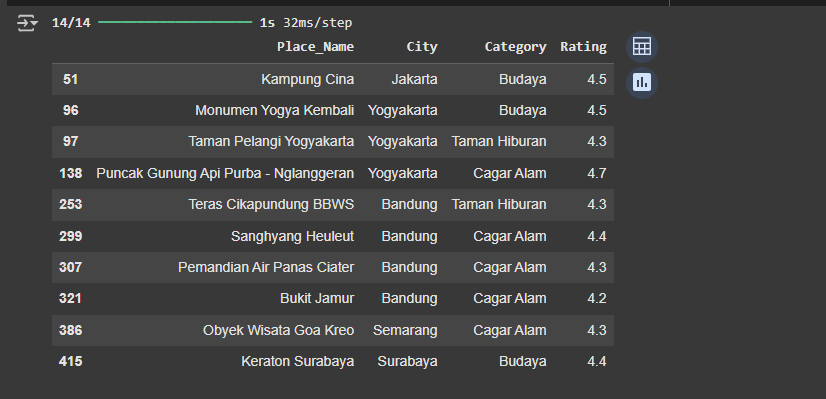 14/14 ━━━━━━━━━━━━━━━━━━━━ 1s 32ms/step
Place_Name City Category Rating
51 Kampung Cina Jakarta Budaya 4.5
96 Monumen Yogya Kembali Yogyakarta Budaya 4.5
97 Taman Pelangi Yogyakarta Yogyakarta Taman Hiburan 4.3
138 Puncak Gunung Api Purba - Nglanggeran Yogyakarta Cagar Alam 4.7
253 Teras Cikapundung BBWS Bandung Taman Hiburan 4.3
299 Sanghyang Heuleut Bandung Cagar Alam 4.4
307 Pemandian Air Panas Ciater Bandung Cagar Alam 4.3
321 Bukit Jamur Bandung Cagar Alam 4.2
386 Obyek Wisata Goa Kreo Semarang Cagar Alam 4.3
415 Keraton Surabaya Surabaya Budaya 4.4